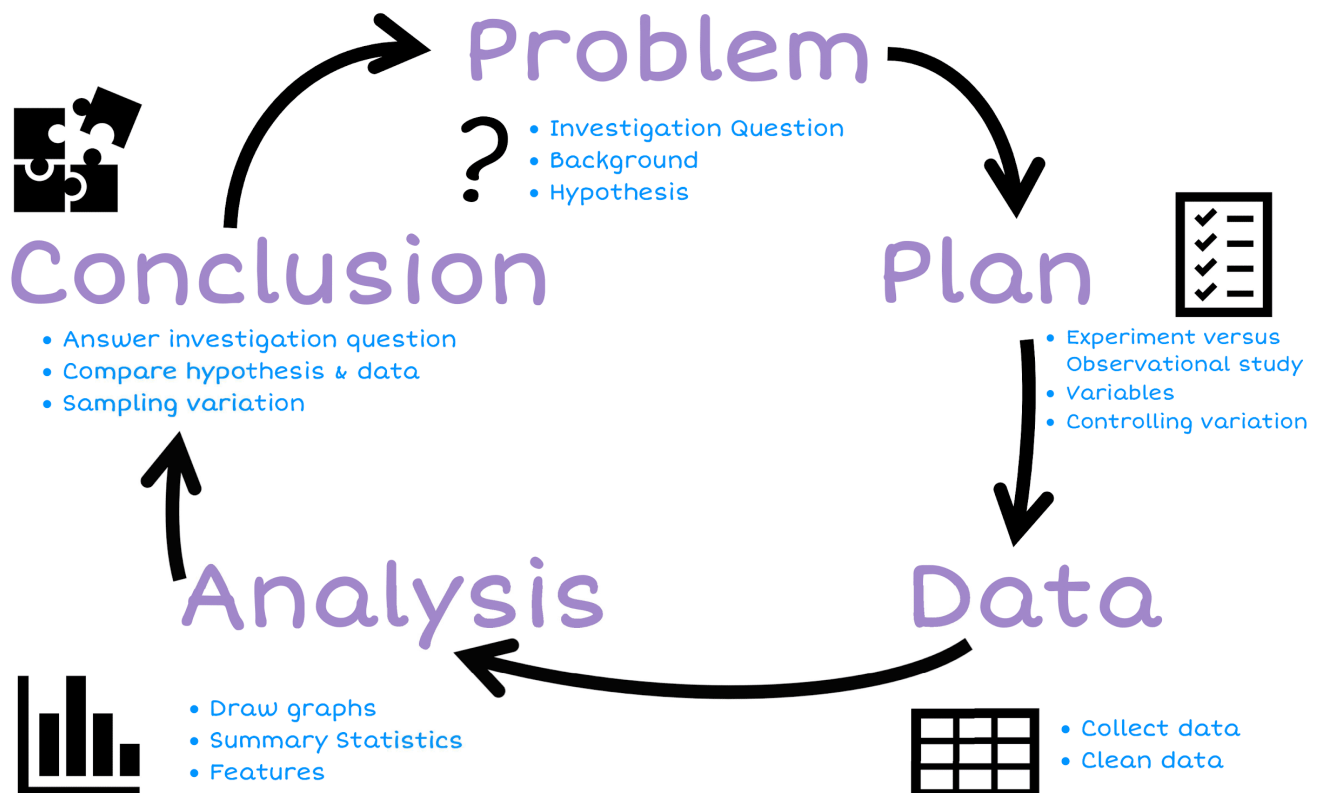 Problem
• Investigation Question
• Background
• Hypothesis
Plan
• Experiment versus
Observational study
• Variables
• Controlling variation
Data
• Collect data
• Clean data
Analysis
• Draw graphs
• Summary Statistics
• Features
Conclusion
• Answer investigation question
• Compare hypothesis & data
• Sampling variation
?